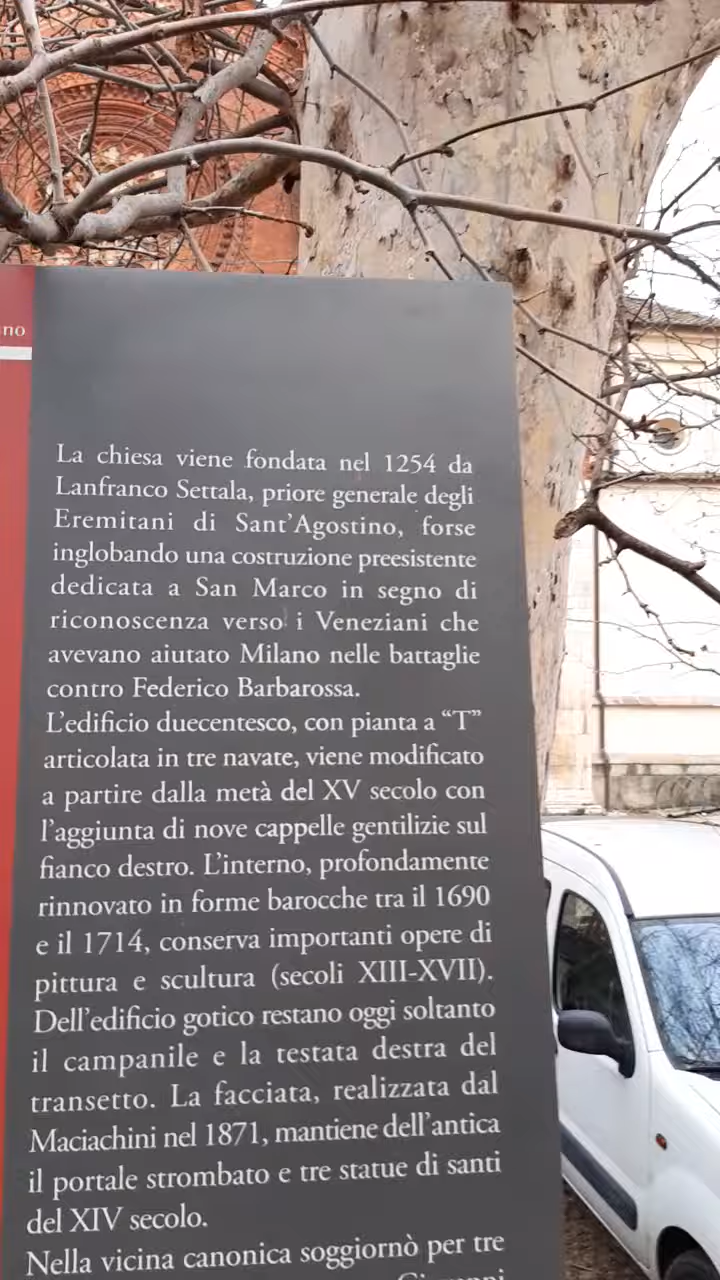 La chiesa viene fondata nel 1254 da
Lanfranco Settala, priore generale degli
Eremitani di Sant'Agostino, forse
inglobando una costruzione preesistente
dedicata a San Marco in segno di
riconoscenza verso i Veneziani che
avevano aiutato Milano nelle battaglie
contro Federico Barbarossa.
L'edificio duecentesco, con pianta a “T”
articolata in tre navate, viene modificato
a partire dalla metà del XV secolo con
l'aggiunta di nove cappelle gentilizie sul
fianco destro. L'interno, profondamente
rinnovato in forme barocche tra il 1690
e il 1714, conserva importanti opere di
pittura e scultura (secoli XIII-XVII).
Dell'edificio gotico restano oggi soltanto
il campanile e la testata destra del
transetto. La facciata, realizzata dal
Maciachini nel 1871, mantiene dell'antica
il portale strombato e tre statue di santi
del XIV secolo.
Nella vicina canonica soggiornò per tre